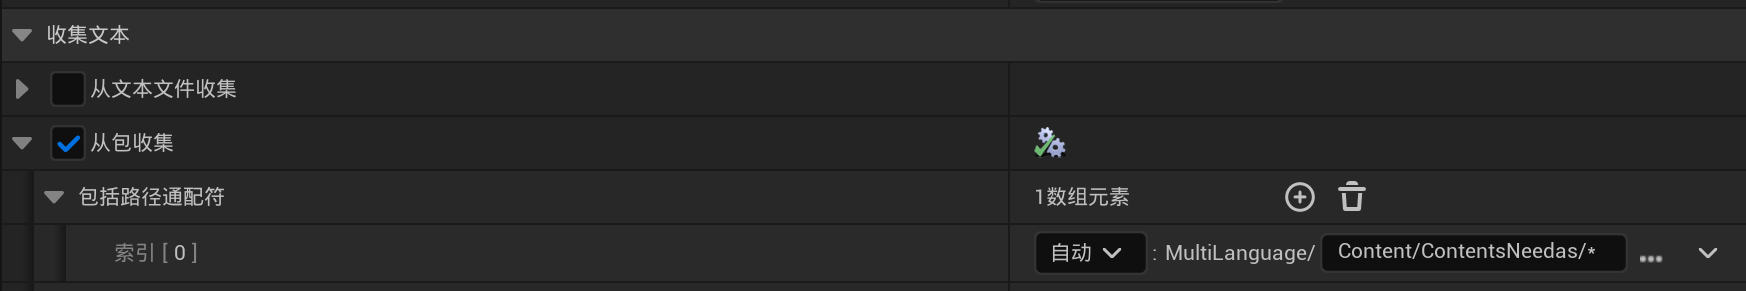 收集文本
从文本文件收集
从包收集
包括路径通配符 1数组元素
索引 [ 0 ] 自动 : MultiLanguage/ Content/ContentsNeedas/*